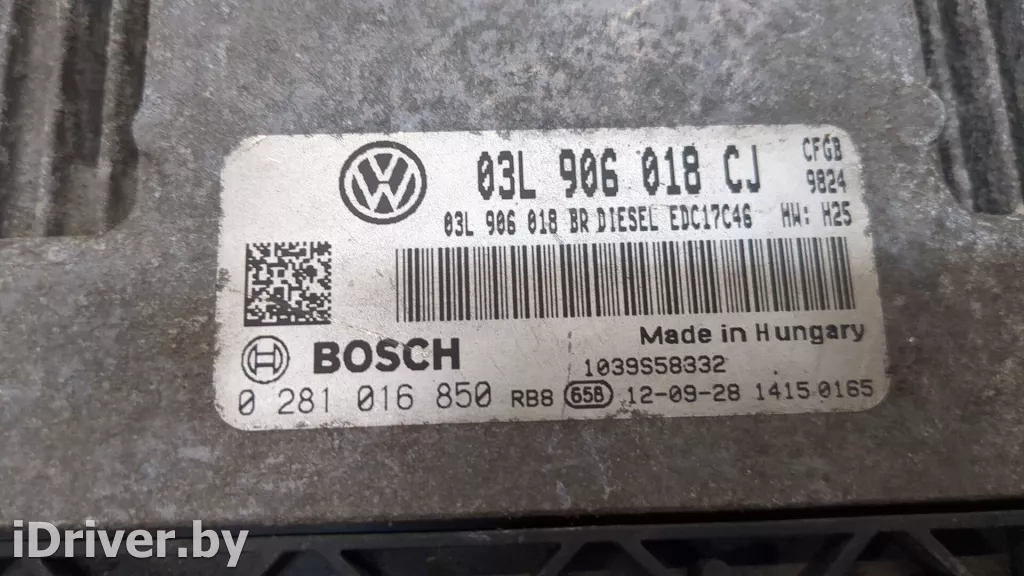 03L 906 018 CJ
CFGB
9824
03L 906 018 BR DIESEL EDC17C46
HW: H25
Made in Hungary
BOSCH
1039S58332
0 281 016 850 RB8 65B 12-09-28 1415 0165
iDriver.by